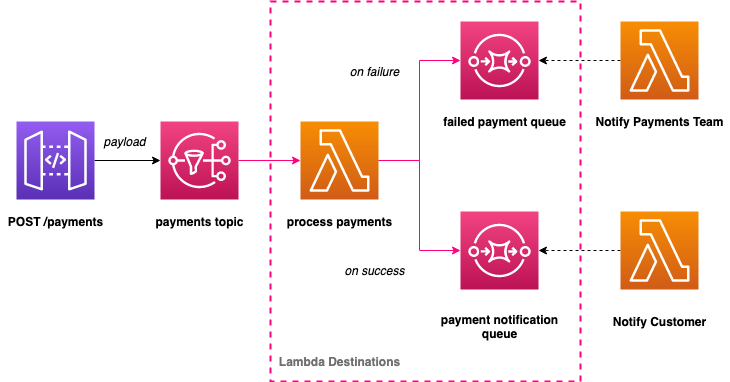 on failure
failed payment queue
Notify Payments Team
payload
POST /payments
payments topic
process payments
on success
payment notification
queue
Notify Customer
Lambda Destinations